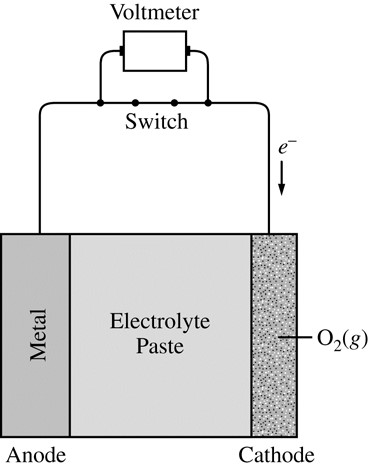 Voltmeter
Switch
e⁻
Metal
Electrolyte
Paste
O₂(g)
Anode
Cathode